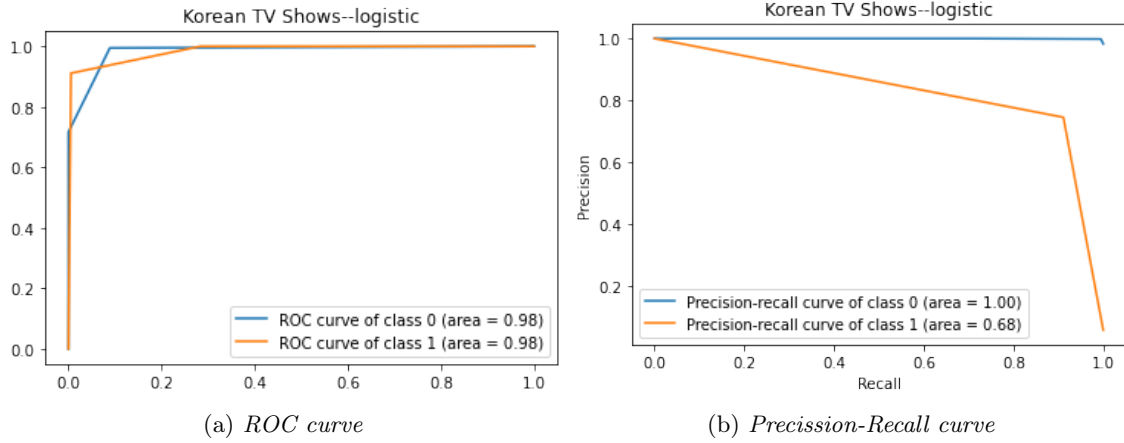 Korean TV Shows--logistic
1.0
0.8
0.6
0.4
0.2
0.0
ROC curve of class 0 (area = 0.98)
ROC curve of class 1 (area = 0.98)
0.0 0.2 0.4 0.6 0.8 1.0
(a) ROC curve
Korean TV Shows--logistic
1.0
0.8
0.6
0.4
0.2
Precision
Precision-recall curve of class 0 (area = 1.00)
Precision-recall curve of class 1 (area = 0.68)
0.0 0.2 0.4 0.6 0.8 1.0
Recall
(b) Precission-Recall curve